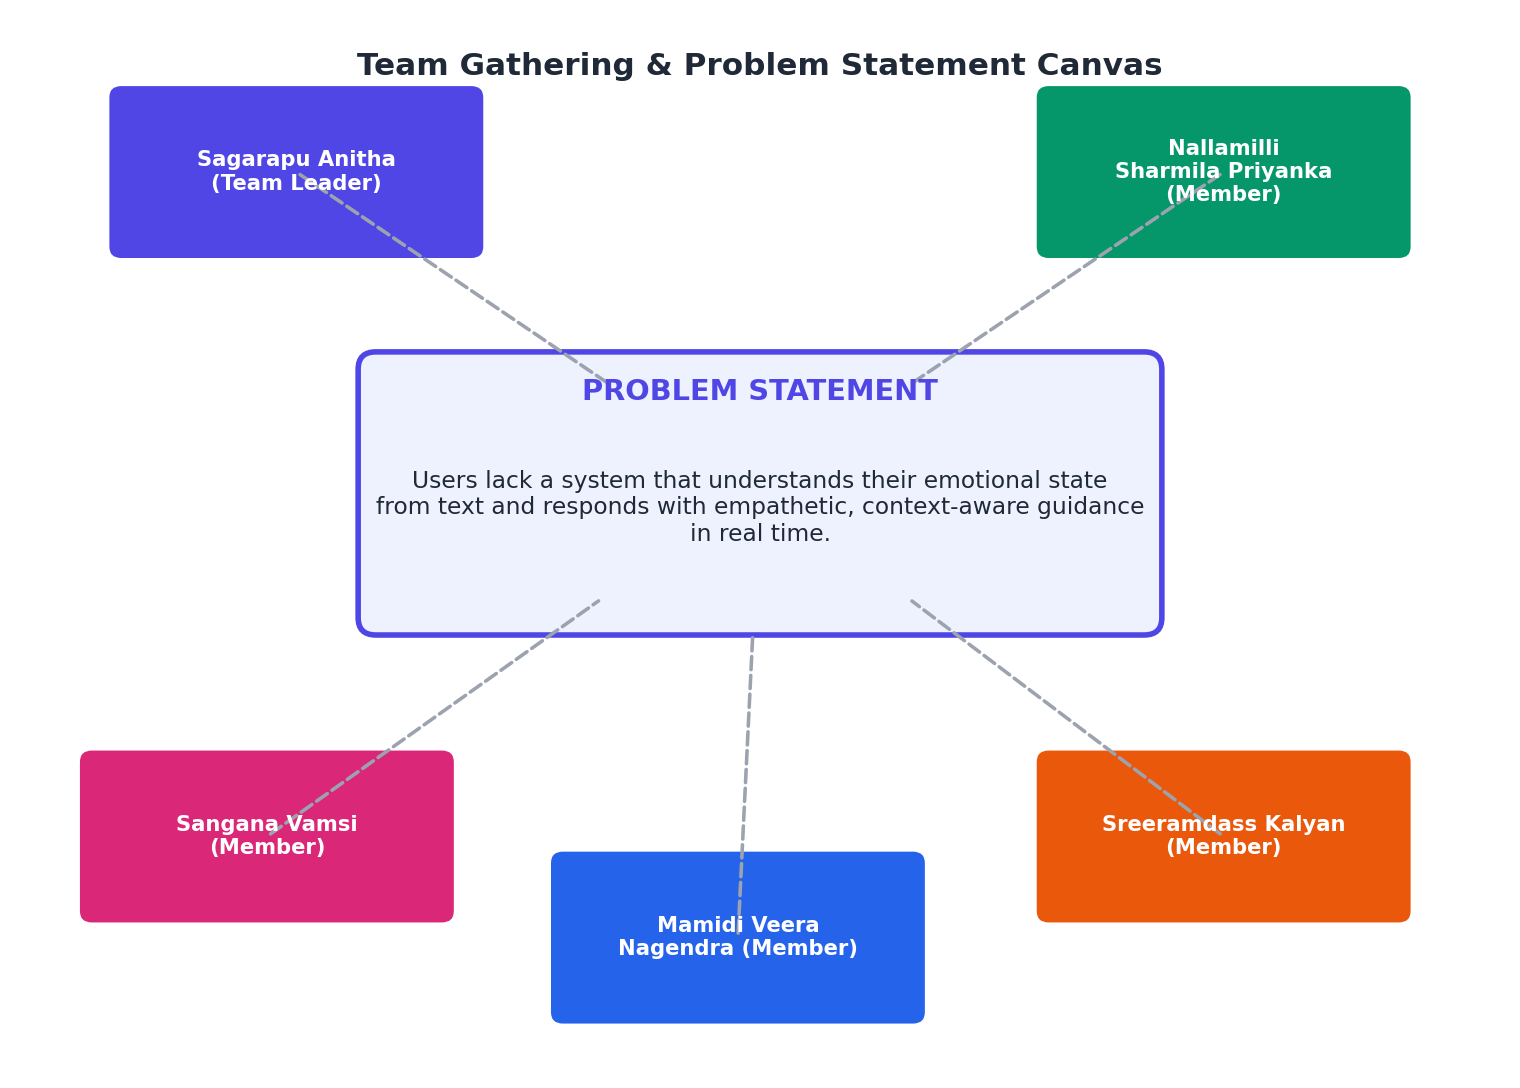 Team Gathering & Problem Statement Canvas
Sagarapu Anitha
(Team Leader)
Nallamilli
Sharmila Priyanka
(Member)
PROBLEM STATEMENT
Users lack a system that understands their emotional state
from text and responds with empathetic, context-aware guidance
in real time.
Sangana Vamsi
(Member)
Mamidi Veera
Nagendra (Member)
Sreeramdass Kalyan
(Member)